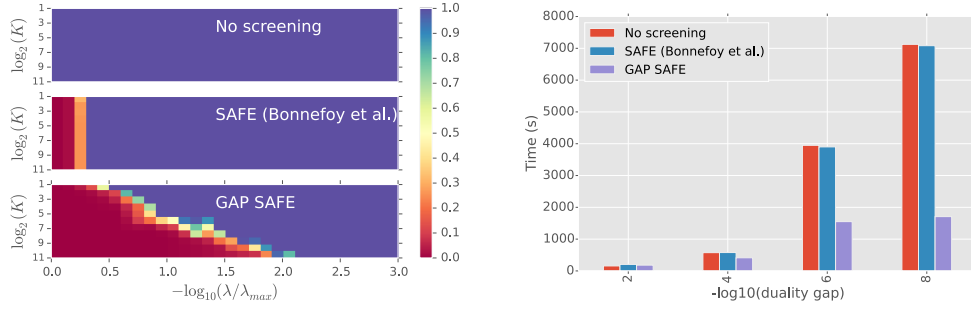 No screening
log₂(K)
1
3
5
7
9
11
SAFE (Bonnefoy et al.)
log₂(K)
1
3
5
7
9
11
GAP SAFE
log₂(K)
1
3
5
7
9
11
0.0 0.5 1.0 1.5 2.0 2.5 3.0
−log₁₀(λ/λmax)
1.0
0.9
0.8
0.7
0.6
0.5
0.4
0.3
0.2
0.1
0.0
8000
7000
6000
5000
4000
3000
2000
1000
0
Time (s)
No screening
SAFE (Bonnefoy et al.)
GAP SAFE
2 4 6 8
-log10(duality gap)